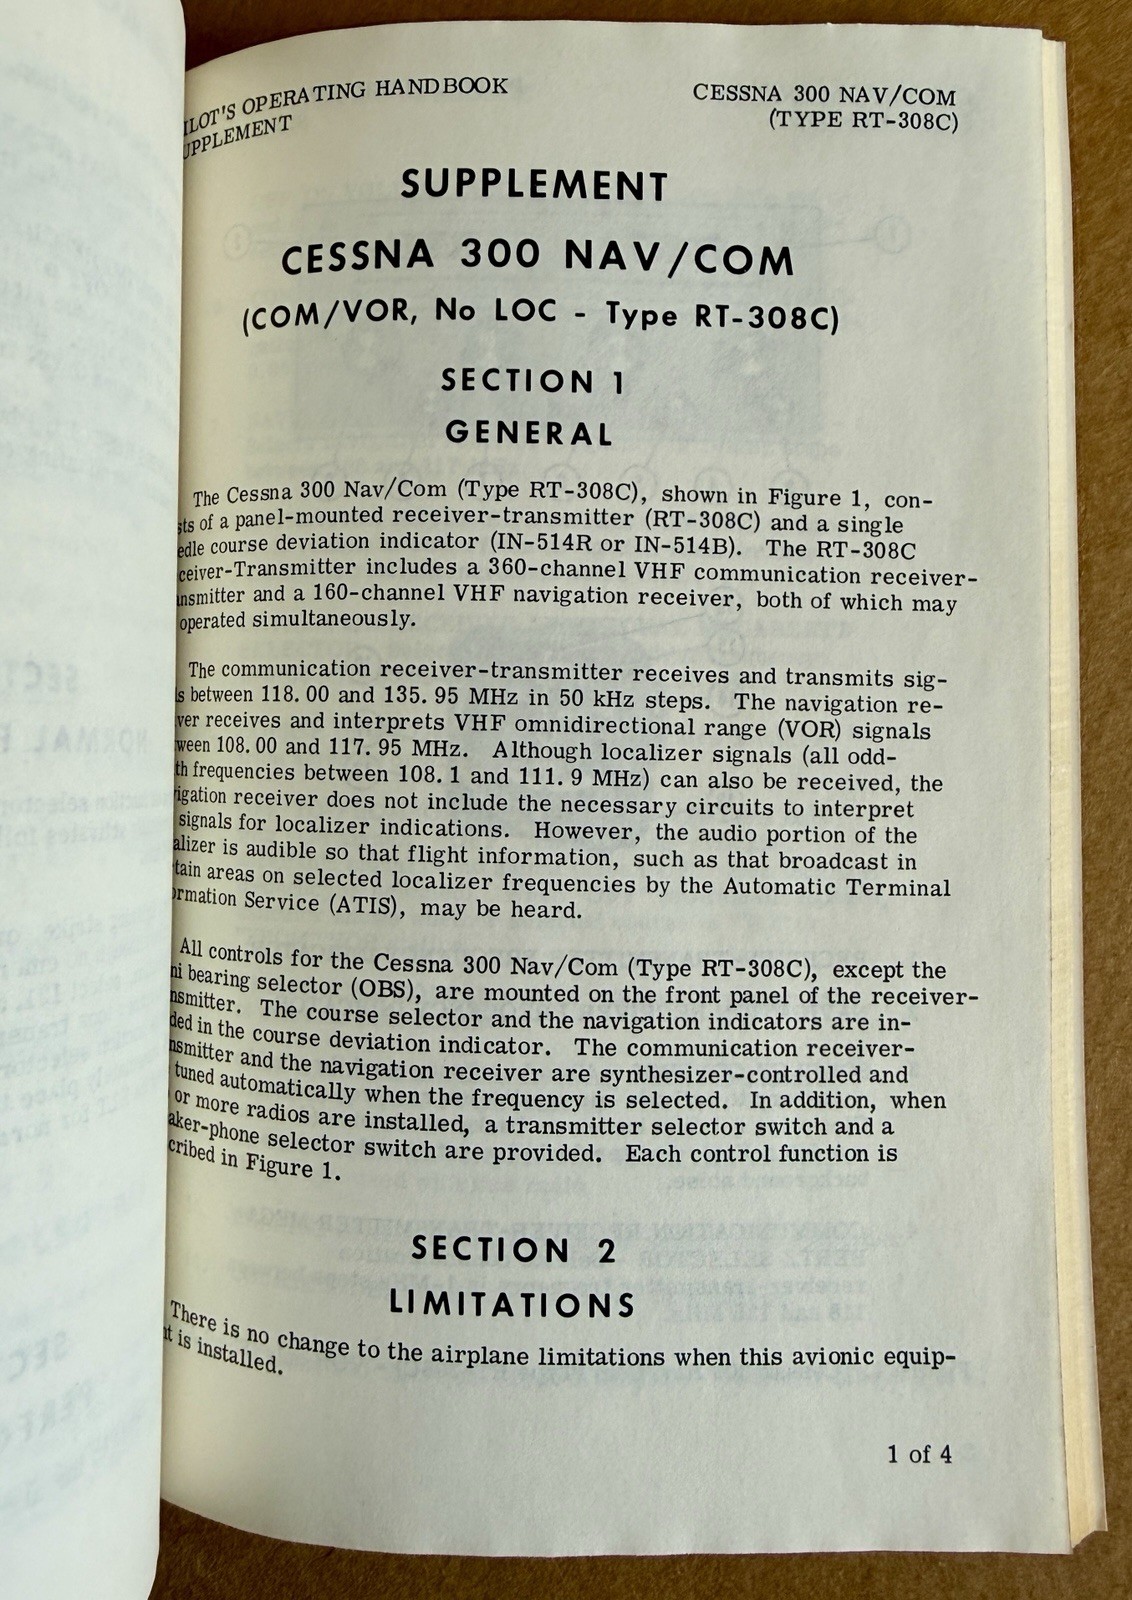 ILOT'S OPERATING HANDBOOK
UPPLEMENT
CESSNA 300 NAV/COM
(TYPE RT-308C)
SUPPLEMENT
CESSNA 300 NAV/COM
(COM/VOR, No LOC - Type RT-308C)
SECTION 1
GENERAL
The Cessna 300 Nav/Com (Type RT-308C), shown in Figure 1, con-
sts of a panel-mounted receiver-transmitter (RT-308C) and a single
edle course deviation indicator (IN-514R or IN-514B). The RT-308C
ceiver-Transmitter includes a 360-channel VHF communication receiver-
ansmitter and a 160-channel VHF navigation receiver, both of which may
operated simultaneously.
The communication receiver-transmitter receives and transmits sig-
s between 118.00 and 135.95 MHz in 50 kHz steps. The navigation re-
ver receives and interprets VHF omnidirectional range (VOR) signals
ween 108.00 and 117.95 MHz. Although localizer signals (all odd-
th frequencies between 108.1 and 111.9 MHz) can also be received, the
igation receiver does not include the necessary circuits to interpret
signals for localizer indications. However, the audio portion of the
alizer is audible so that flight information, such as that broadcast in
tain areas on selected localizer frequencies by the Automatic Terminal
ormation Service (ATIS), may be heard.
All controls for the Cessna 300 Nav/Com (Type RT-308C), except the
ni bearing selector (OBS), are mounted on the front panel of the receiver-
nsmitter. The course selector and the navigation indicators are in-
ded in the course deviation indicator. The communication receiver-
nsmitter and the navigation receiver are synthesizer-controlled and
tuned automatically when the frequency is selected. In addition, when
or more radios are installed, a transmitter selector switch and a
aker-phone selector switch are provided. Each control function is
cribed in Figure 1.
SECTION 2
LIMITATIONS
There is no change to the airplane limitations when this avionic equip-
t is installed.
1 of 4